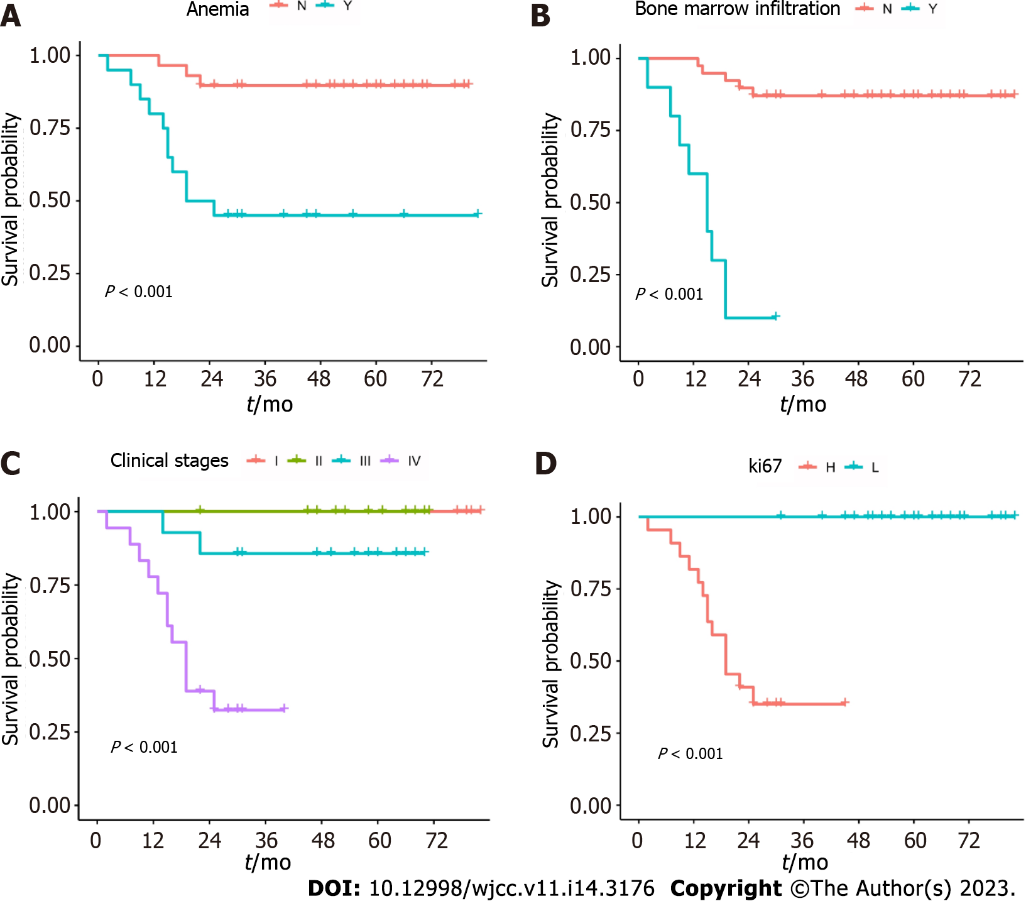 A Anemia N Y
Survival probability
1.00
0.75
0.50
0.25
0.00
P < 0.001
0 12 24 36 48 60 72
t/mo
B Bone marrow infiltration N Y
Survival probability
1.00
0.75
0.50
0.25
0.00
P < 0.001
0 12 24 36 48 60 72
t/mo
C Clinical stages I II III IV
Survival probability
1.00
0.75
0.50
0.25
0.00
P < 0.001
0 12 24 36 48 60 72
t/mo
D ki67 H L
Survival probability
1.00
0.75
0.50
0.25
0.00
P < 0.001
0 12 24 36 48 60 72
t/mo
DOI: 10.12998/wjcc.v11.i14.3176 Copyright ©The Author(s) 2023.